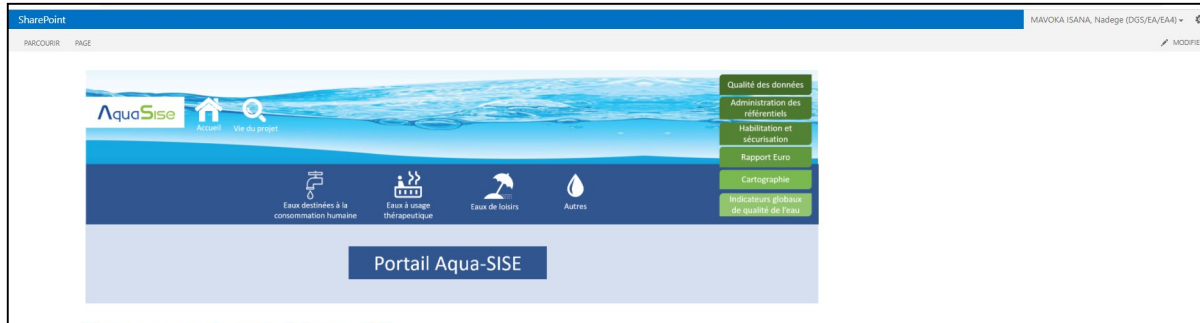 SharePoint
MAVOKA ISANA, Nadege (DGS/EA/EA4)
PARCOURIR PAGE
MODIFIE
AquaSise
Accueil
Vie du projet
Qualité des données
Administration des
référentiels
Habilitation et
sécurisation
Rapport Euro
Cartographie
Indicateurs globaux
de qualité de l'eau
Eaux destinées à la
consommation humaine
Eaux à usage
thérapeutique
Eaux de loisirs
Autres
Portail Aqua-SISE